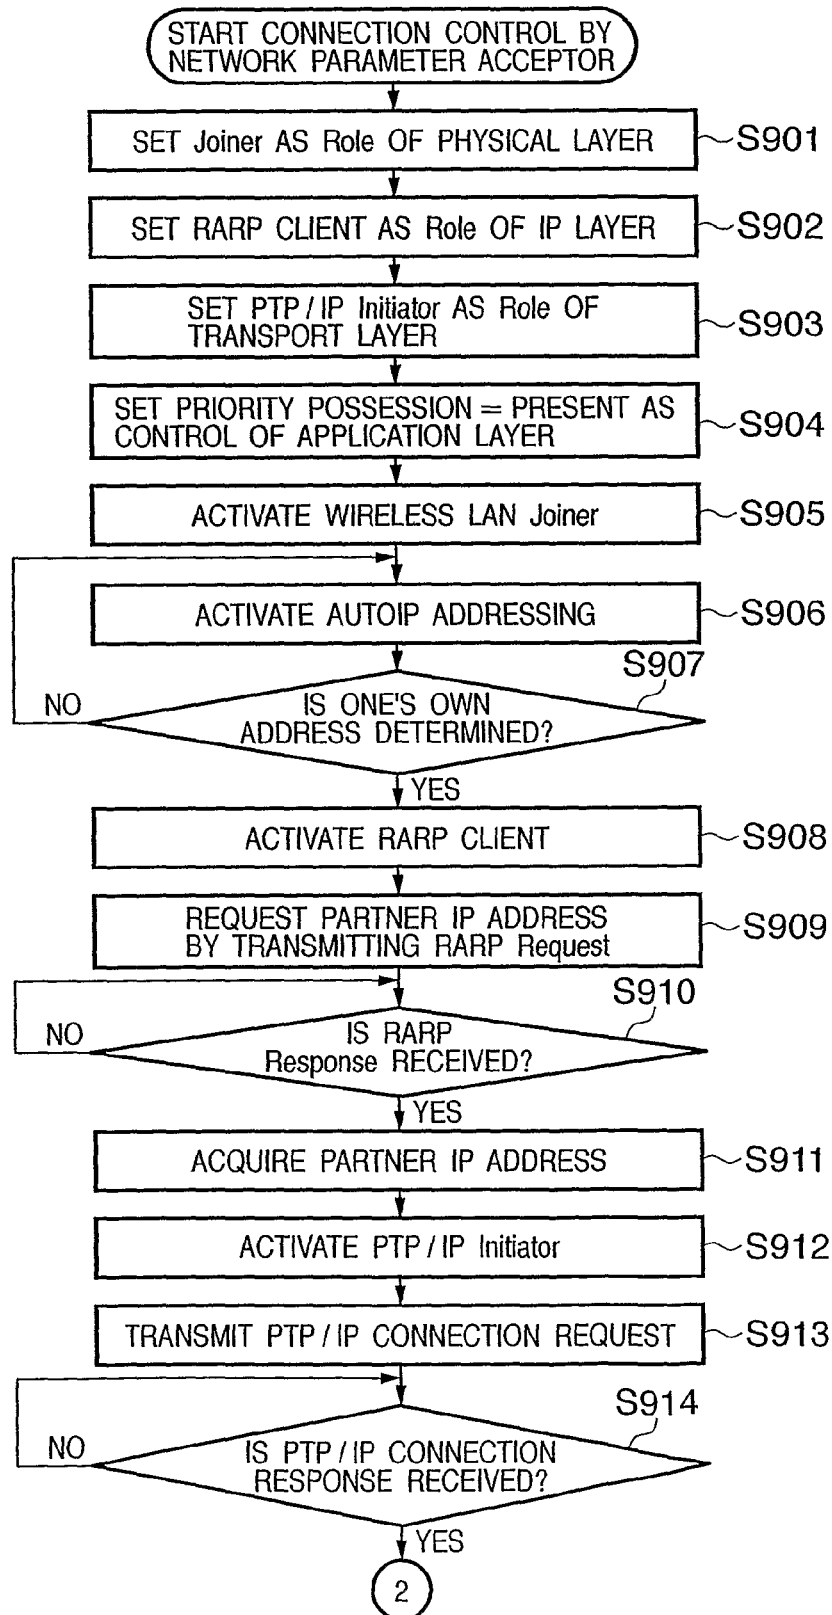 START CONNECTION CONTROL BY
NETWORK PARAMETER ACCEPTOR
SET Joiner AS Role OF PHYSICAL LAYER
S901
SET RARP CLIENT AS Role OF IP LAYER
S902
SET PTP / IP Initiator AS Role OF
TRANSPORT LAYER
S903
SET PRIORITY POSSESSION = PRESENT AS
CONTROL OF APPLICATION LAYER
S904
ACTIVATE WIRELESS LAN Joiner
S905
ACTIVATE AUTOIP ADDRESSING
S906
S907
NO
IS ONE'S OWN
ADDRESS DETERMINED?
YES
ACTIVATE RARP CLIENT
S908
REQUEST PARTNER IP ADDRESS
BY TRANSMITTING RARP Request
S909
S910
NO
IS RARP
Response RECEIVED?
YES
ACQUIRE PARTNER IP ADDRESS
S911
ACTIVATE PTP / IP Initiator
S912
TRANSMIT PTP / IP CONNECTION REQUEST
S913
S914
NO
IS PTP / IP CONNECTION
RESPONSE RECEIVED?
YES
2